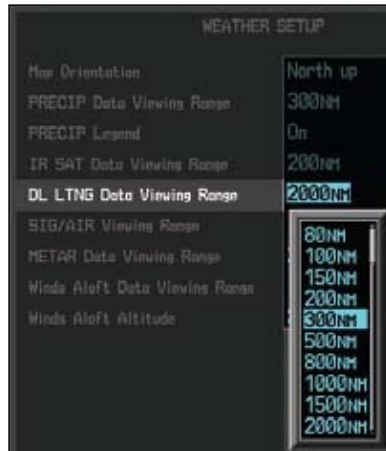 WEATHER SETUP
Map Orientation North up
PRECIP Data Viewing Range 300NM
PRECIP Legend On
IR SAT Data Viewing Range 200NM
DL LTNG Data Viewing Range 2000NM
SIG/AIR Viewing Range
METAR Data Viewing Range
Winds Aloft Data Viewing Range
Winds Aloft Altitude
80NM
100NM
150NM
200NM
300NM
500NM
800NM
1000NM
1500NM
2000NM